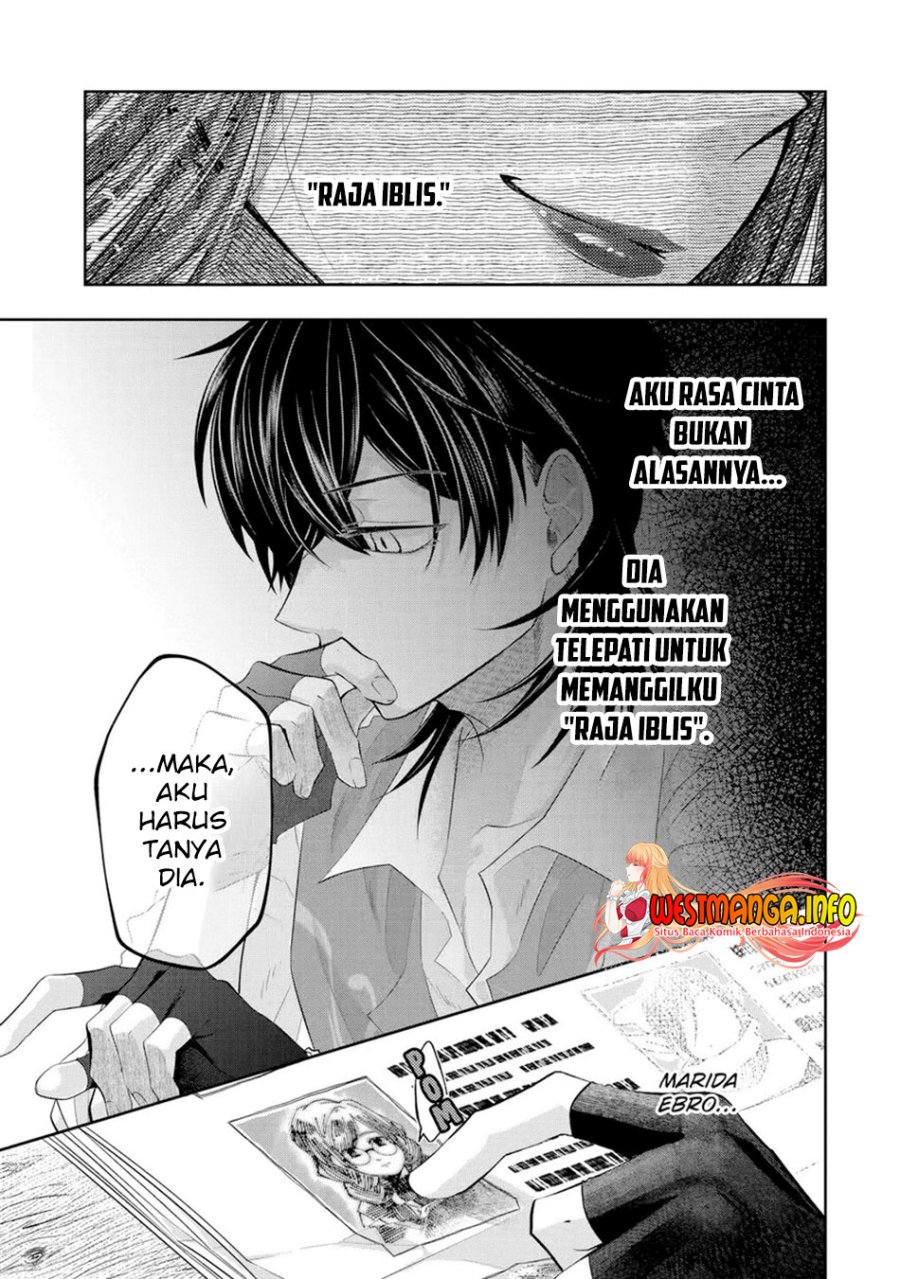 "RAJA IBLIS."
AKU RASA CINTA
BUKAN
ALASANNYA...
DIA
MENGGUNAKAN
TELEPATI UNTUK
MEMANGGILKU
"RAJA IBLIS".
...MAKA,
AKU
HARUS
TANYA
DIA.
WESTMANGA.INFO
Situs Baca Komik Berbahasa Indonesia
POM
MARIDA
EBRO...